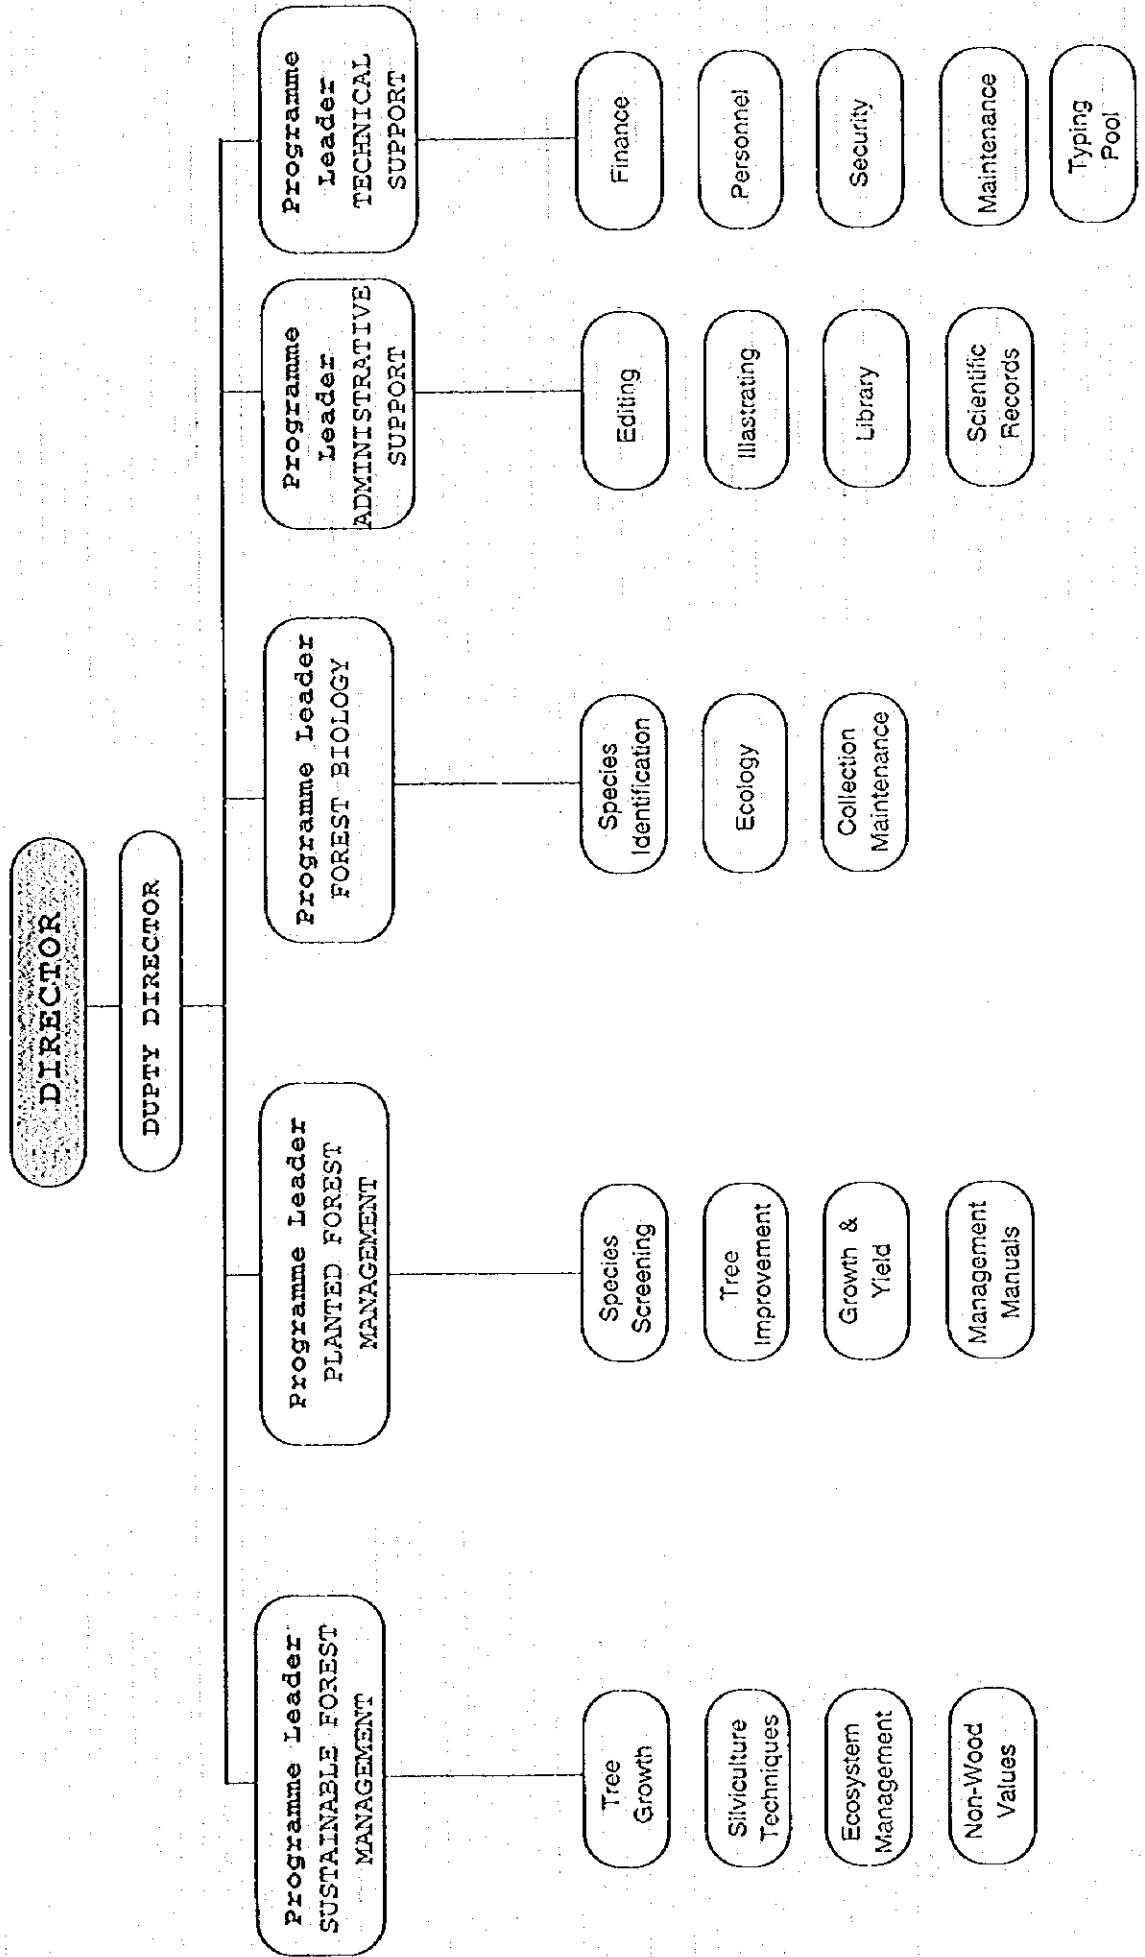 DIRECTOR
DUPTY DIRECTOR
Programme Leader
SUSTAINABLE FOREST
MANAGEMENT
Tree
Growth
Silviculture
Techniques
Ecosystem
Management
Non-Wood
Values
Programme Leader
PLANTED FOREST
MANAGEMENT
Species
Screening
Tree
Improvement
Growth &
Yield
Management
Manuals
Programme Leader
FOREST BIOLOGY
Species
Identification
Ecology
Collection
Maintenance
Programme
Leader
ADMINISTRATIVE
SUPPORT
Editing
Illastrating
Library
Scientific
Records
Programme
Leader
TECHNICAL
SUPPORT
Finance
Personnel
Security
Maintenance
Typing
Pool